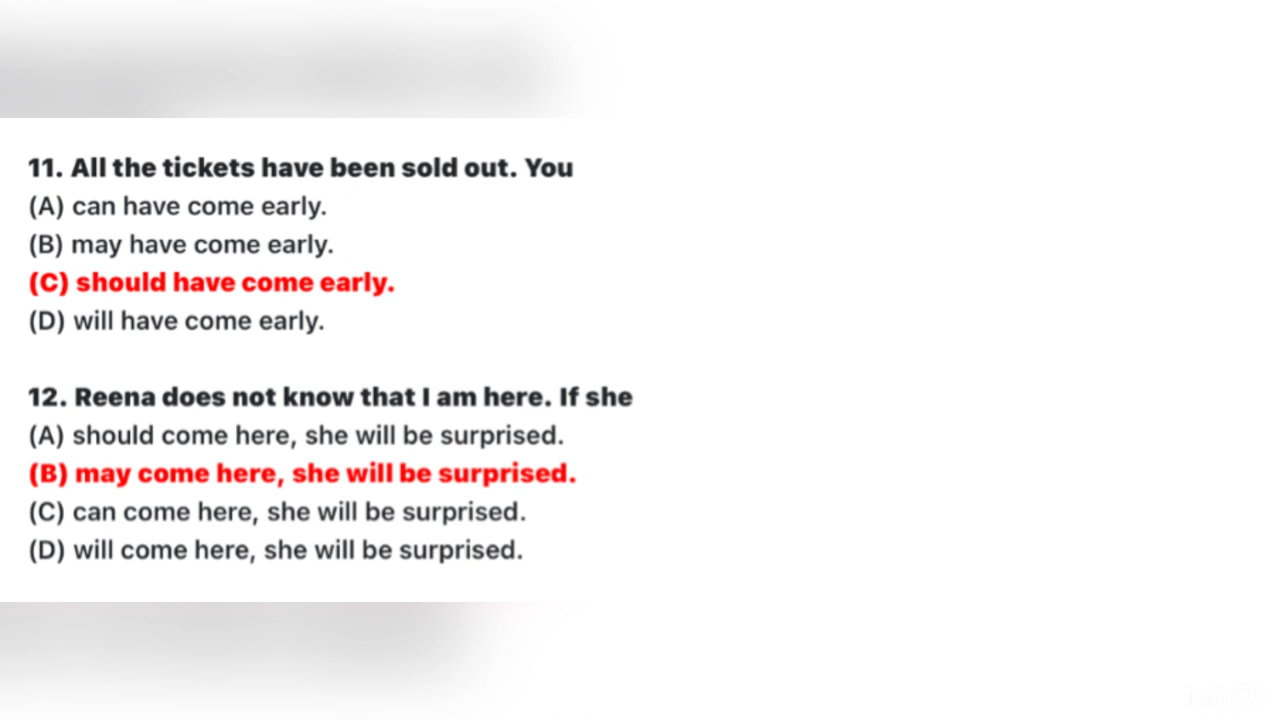 11. All the tickets have been sold out. You
(A) can have come early.
(B) may have come early.
(C) should have come early.
(D) will have come early.
12. Reena does not know that I am here. If she
(A) should come here, she will be surprised.
(B) may come here, she will be surprised.
(C) can come here, she will be surprised.
(D) will come here, she will be surprised.